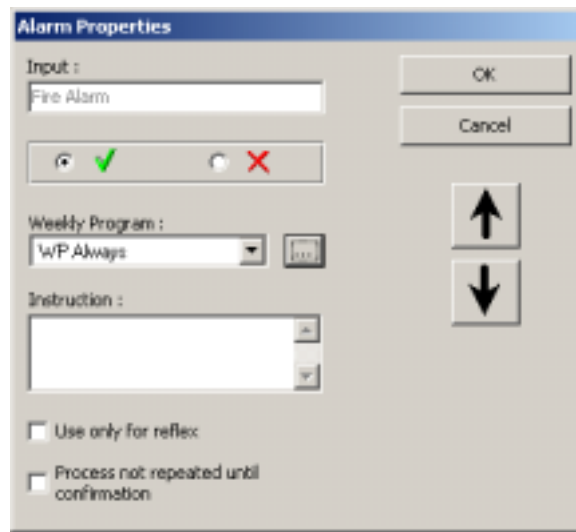 Alarm Properties
Input :
Fire Alarm
OK
Cancel
Weekly Program :
WP Always
...
Instruction :
Use only for reflex
Process not repeated until
confirmation